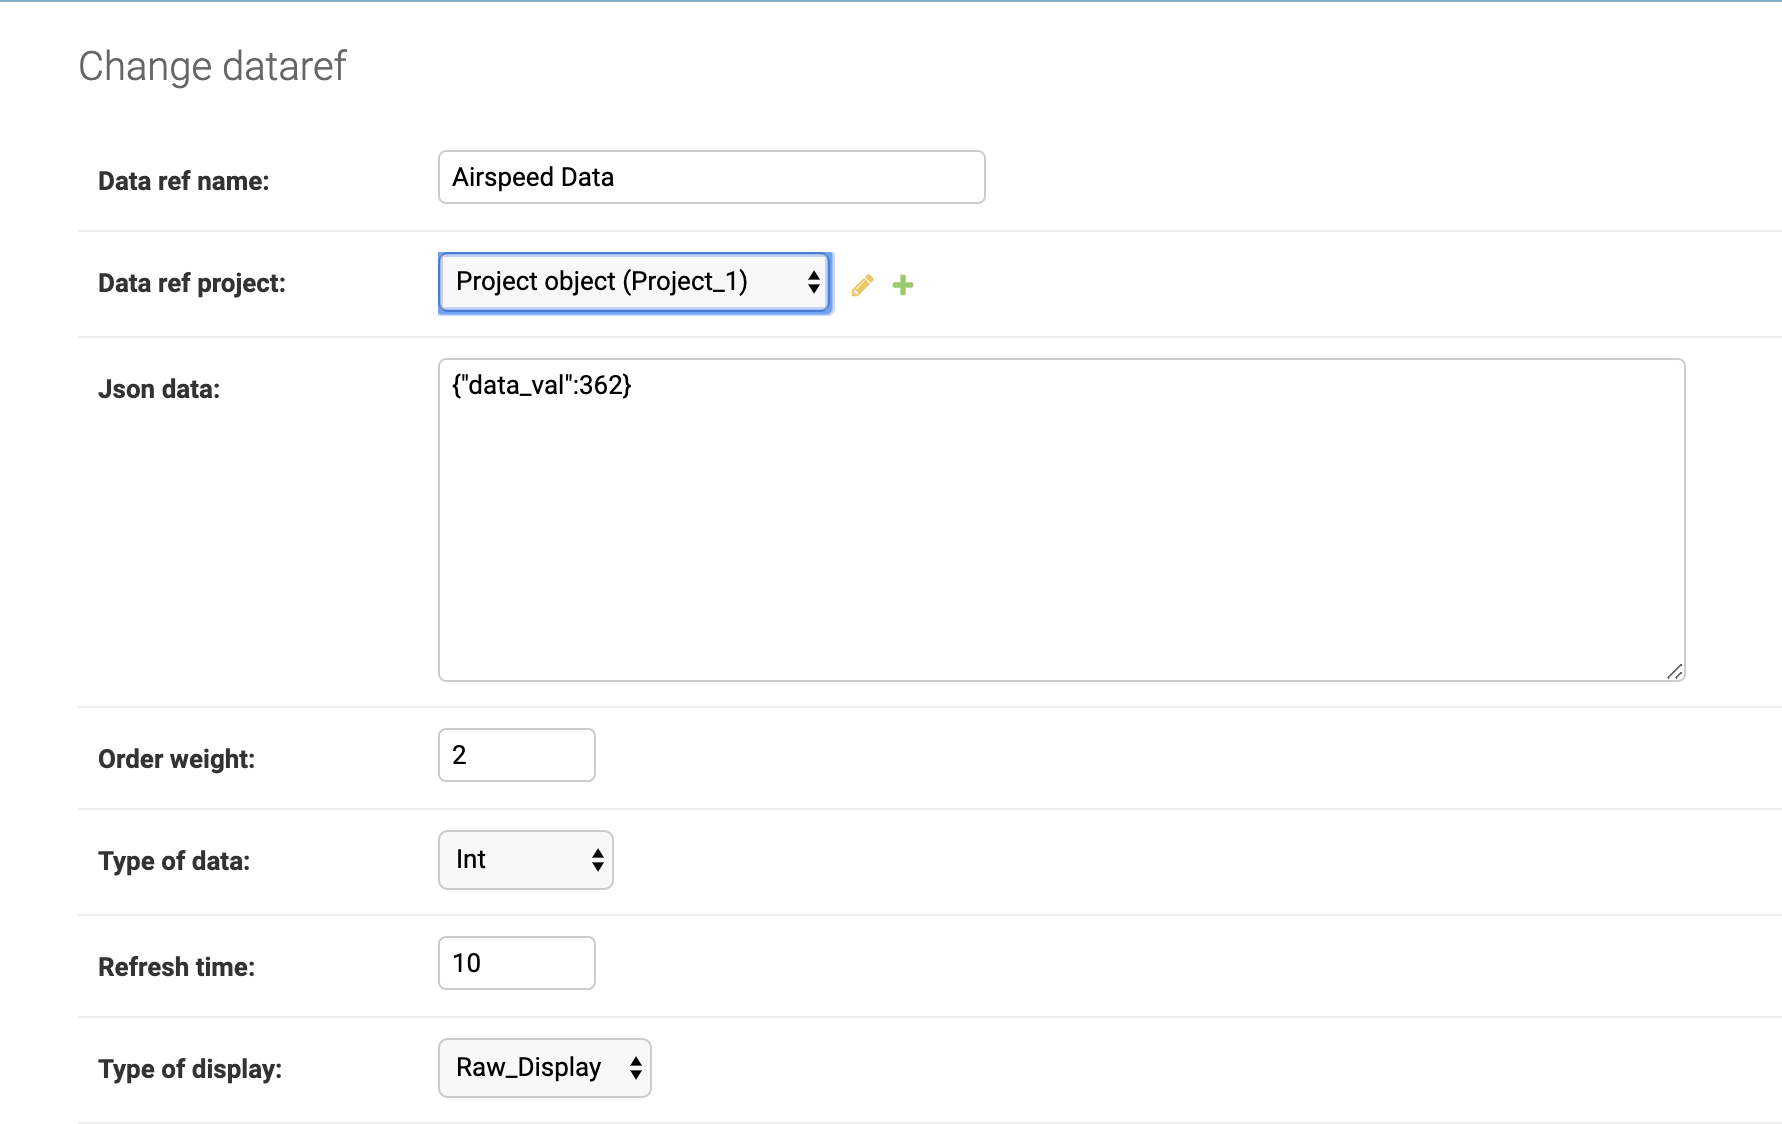 Change dataref
Data ref name:
Airspeed Data
Data ref project:
Project object (Project_1)
Json data:
{"data_val":362}
Order weight:
2
Type of data:
Int
Refresh time:
10
Type of display:
Raw_Display